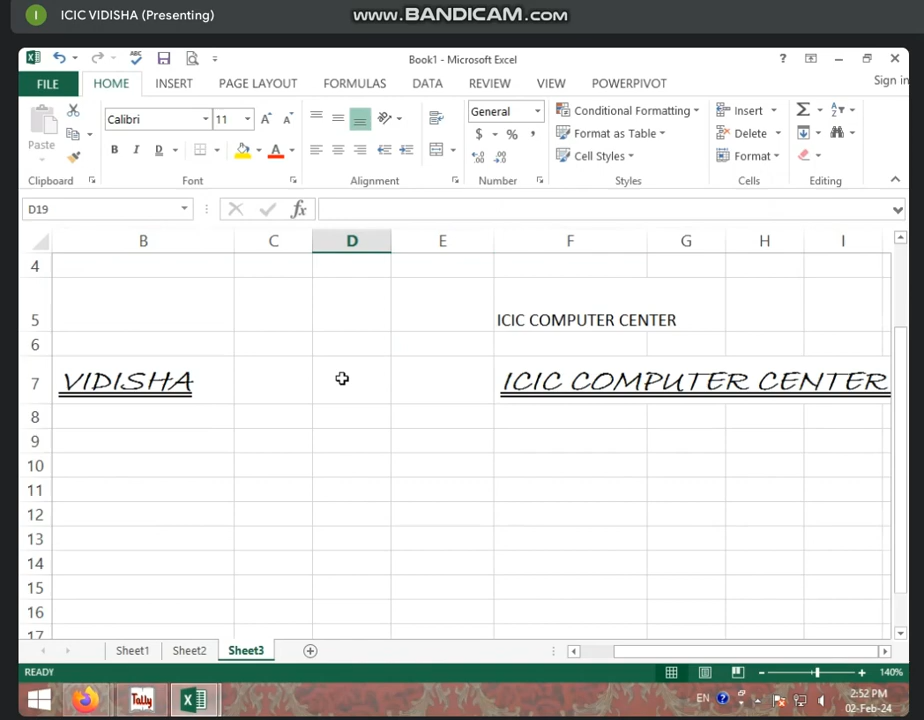 I ICIC VIDISHA (Presenting)
www.BANDICAM.com
Book1 - Microsoft Excel
Sign in
FILE HOME INSERT PAGE LAYOUT FORMULAS DATA REVIEW VIEW POWERPIVOT
Paste
Calibri 11
B I D A
General
$ % ,
Conditional Formatting
Format as Table
Cell Styles
Insert
Delete
Format
Clipboard Font Alignment Number Styles Cells Editing
D19 fx
B C D E F G H I
4
5 ICIC COMPUTER CENTER
6
7 VIDISHA ICIC COMPUTER CENTER
8
9
10
11
12
13
14
15
16
17
Sheet1 Sheet2 Sheet3
READY 140%
Tally EN 2:52 PM
02-Feb-24